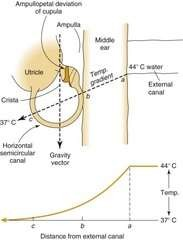 Ampullopetal deviation
of cupula
Ampulla
Middle
ear
Utricle
Temp.
gradient
44° C water
a
External
canal
Crista
b
37° C
c
Horizontal
semicircular
canal
Gravity
vector
44° C
Temp.
37° C
c
b
a
Distance from external canal